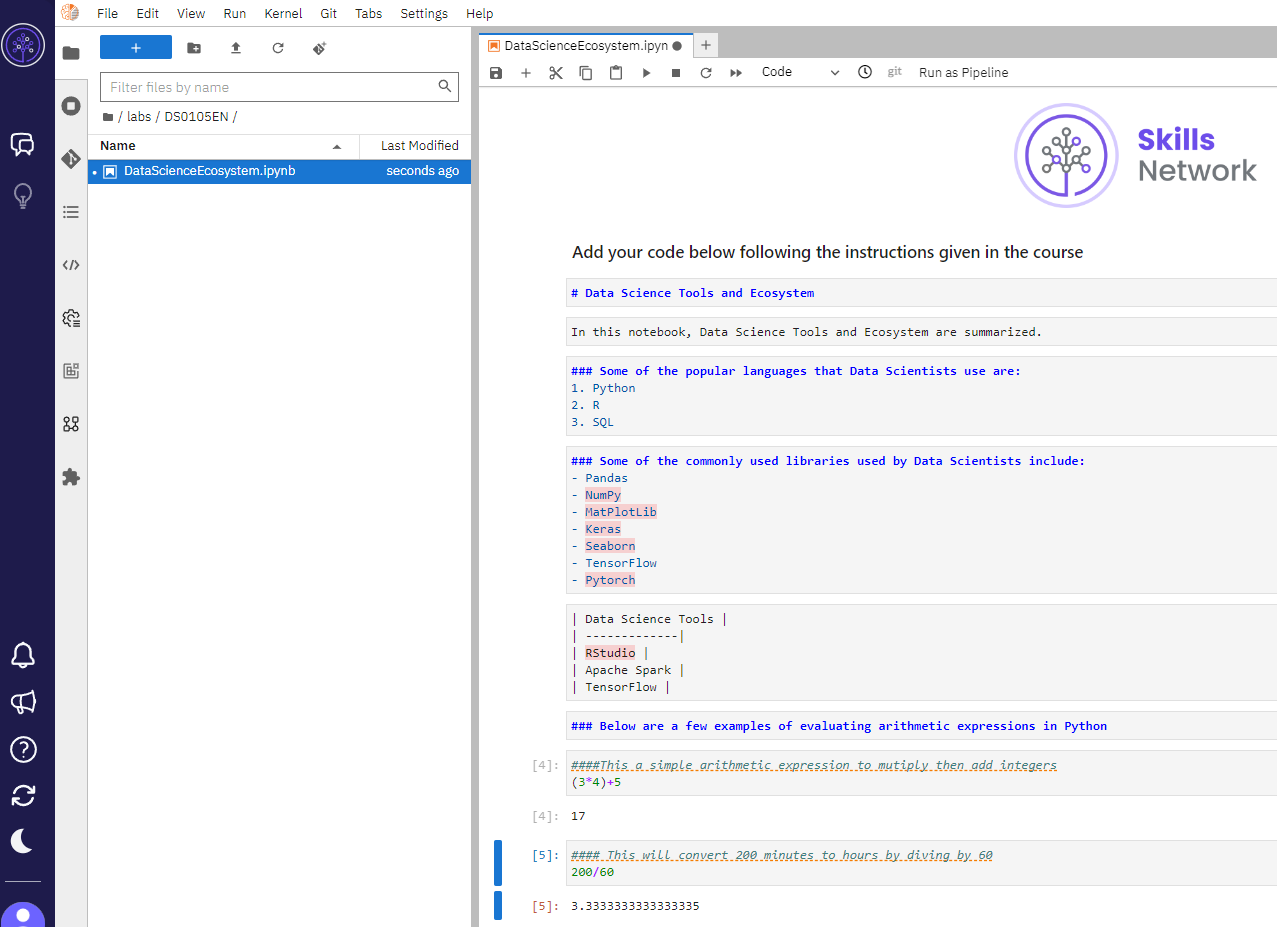 File Edit View Run Kernel Git Tabs Settings Help
+
Filter files by name
/ labs / DS0105EN /
Name Last Modified
DataScienceEcosystem.ipynb seconds ago
DataScienceEcosystem.ipyn
+
Code git Run as Pipeline
Skills
Network
Add your code below following the instructions given in the course
# Data Science Tools and Ecosystem
In this notebook, Data Science Tools and Ecosystem are summarized.
### Some of the popular languages that Data Scientists use are:
1. Python
2. R
3. SQL
### Some of the commonly used libraries used by Data Scientists include:
- Pandas
- NumPy
- MatPlotLib
- Keras
- Seaborn
- TensorFlow
- Pytorch
| Data Science Tools |
| -------------|
| RStudio |
| Apache Spark |
| TensorFlow |
### Below are a few examples of evaluating arithmetic expressions in Python
[4]: ####This a simple arithmetic expression to mutiply then add integers
(3*4)+5
[4]: 17
[5]: #### This will convert 200 minutes to hours by diving by 60
200/60
[5]: 3.3333333333333335